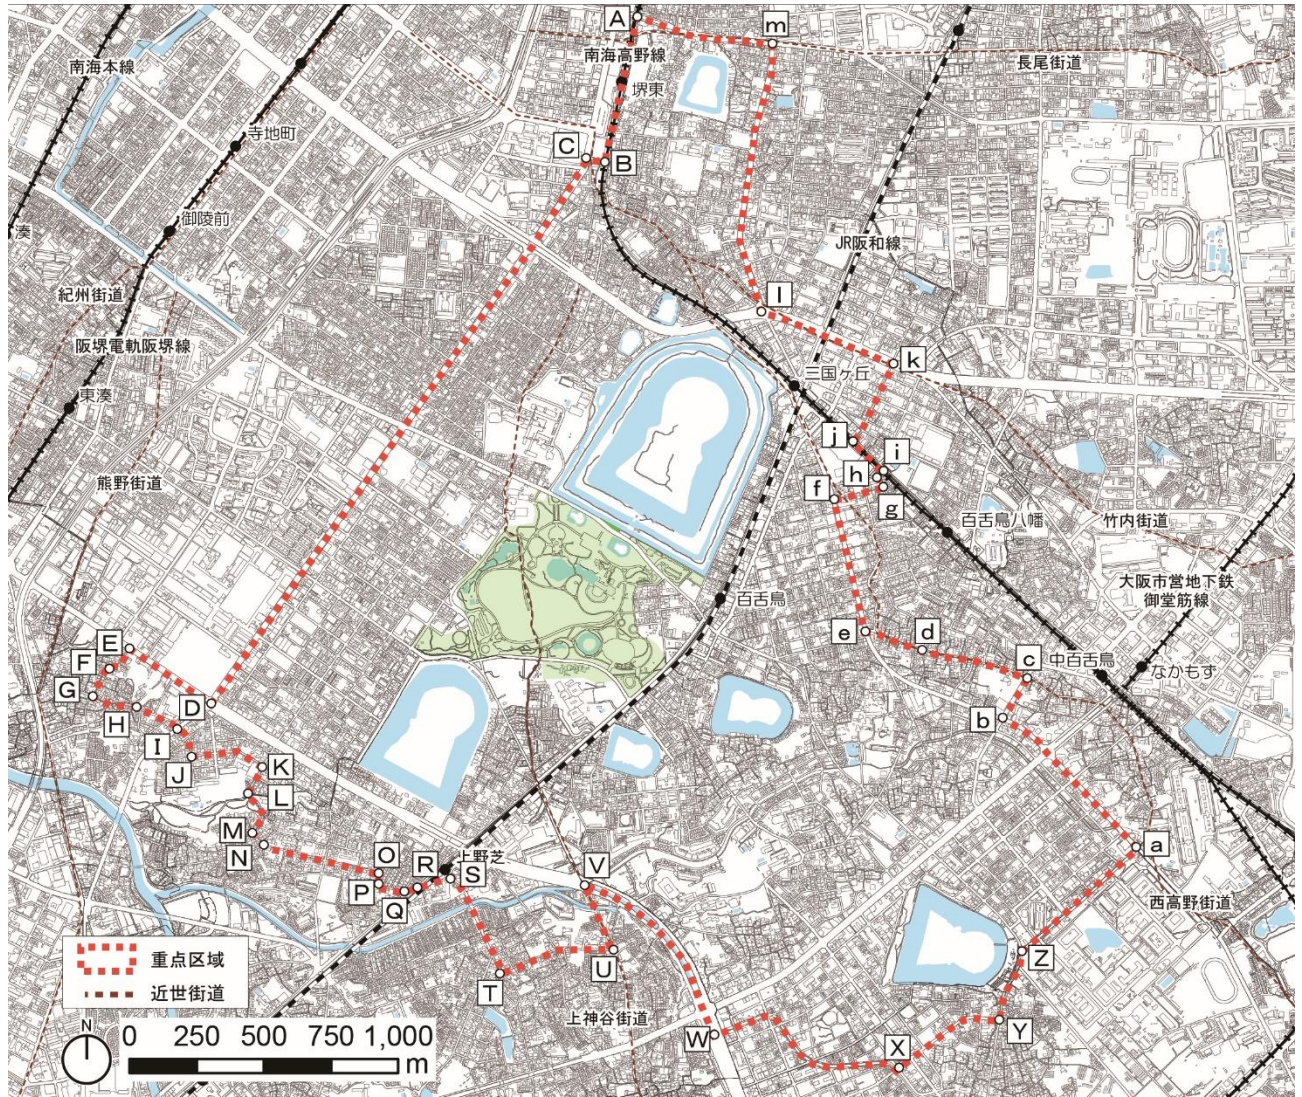 A
m
南海本線
南海高野線
長尾街道
堺東
寺地町
C
B
御陵前
湊
JR阪和線
紀州街道
l
阪堺電軌阪堺線
k
三国ヶ丘
東湊
j
i
h
熊野街道
f
g
竹内街道
百舌鳥八幡
大阪市営地下鉄
御堂筋線
百舌鳥
e
d
E
中百舌鳥
なかもず
F
c
G
D
H
b
I
J
K
L
M
N
上野芝
a
O
R
S
V
P
Q
西高野街道
重点区域
U
Z
T
近世街道
上神谷街道
N
W
Y
X
0 250 500 750 1,000
m